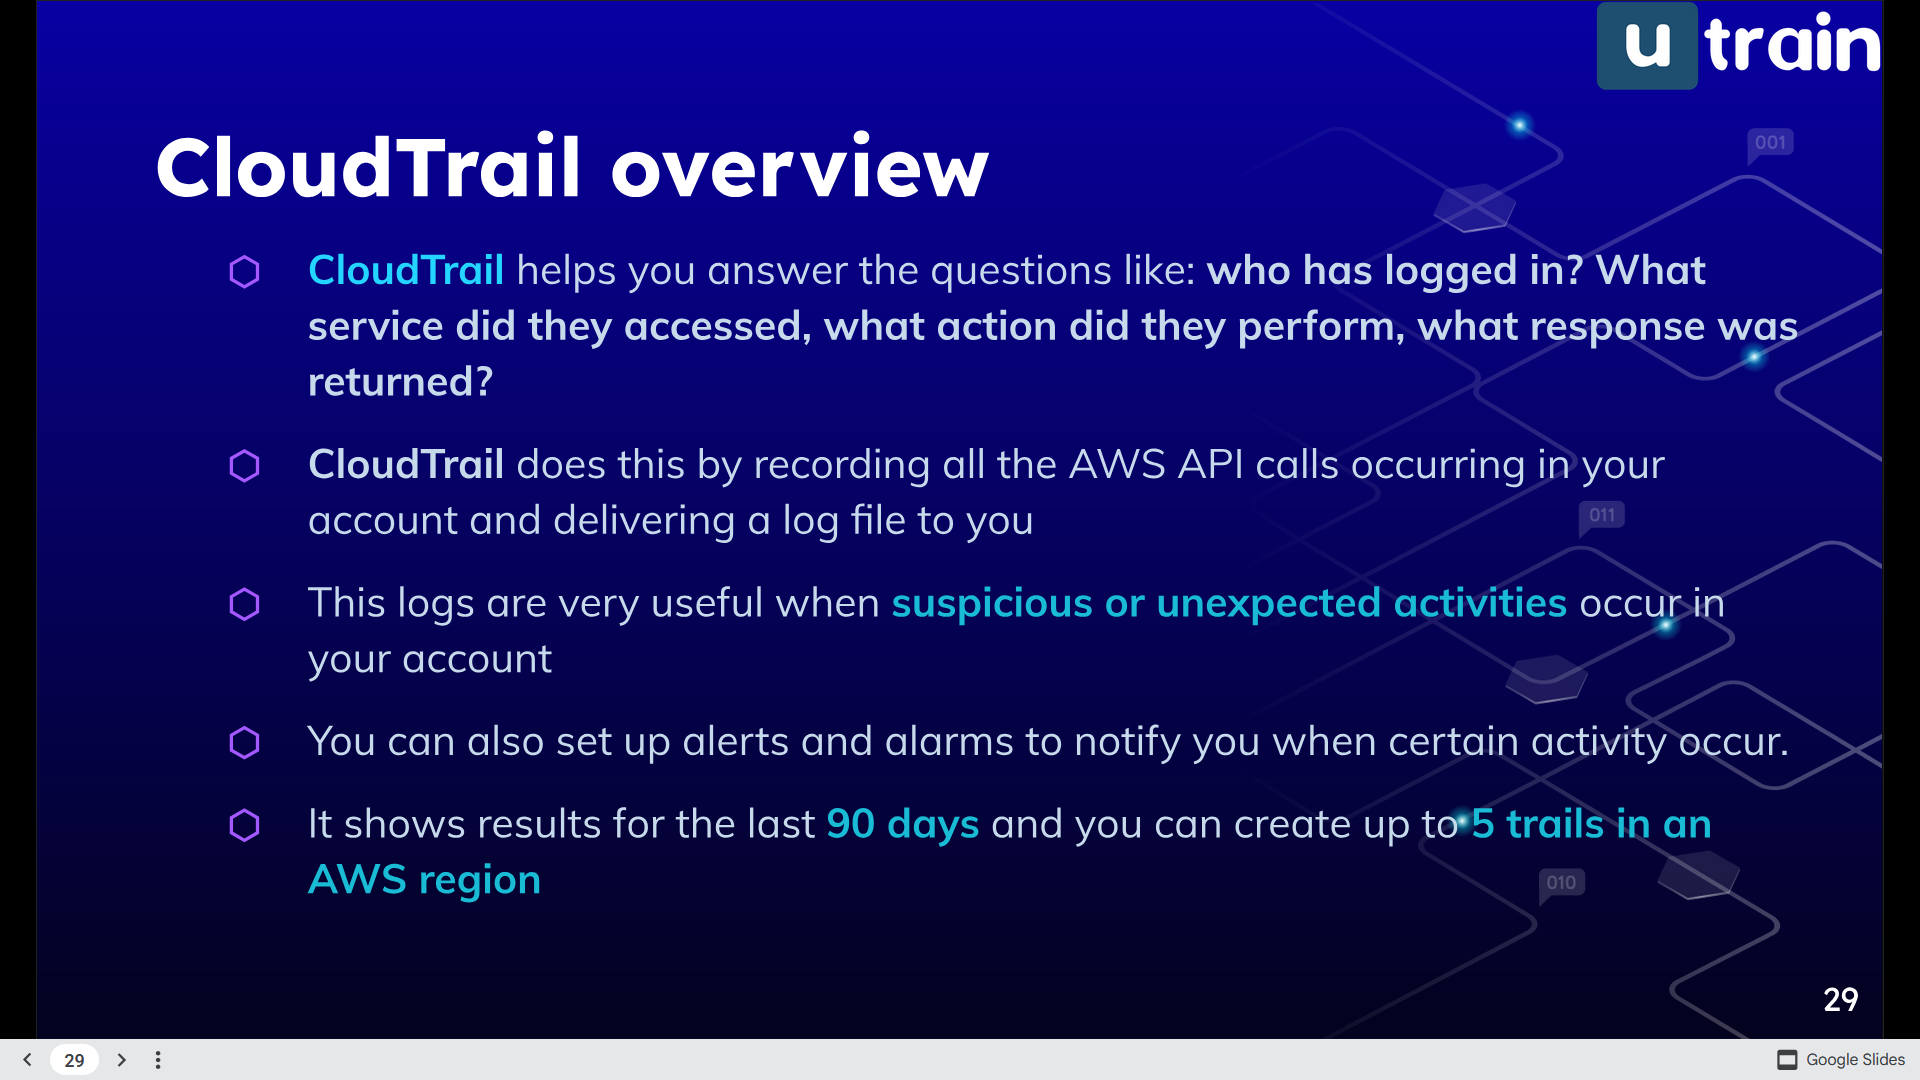 u train
CloudTrail overview
001
CloudTrail helps you answer the questions like: who has logged in? What
service did they accessed, what action did they perform, what response was
returned?
CloudTrail does this by recording all the AWS API calls occurring in your
account and delivering a log file to you
011
This logs are very useful when suspicious or unexpected activities occur in
your account
You can also set up alerts and alarms to notify you when certain activity occur.
It shows results for the last 90 days and you can create up to 5 trails in an
AWS region
010
29
29
Google Slides